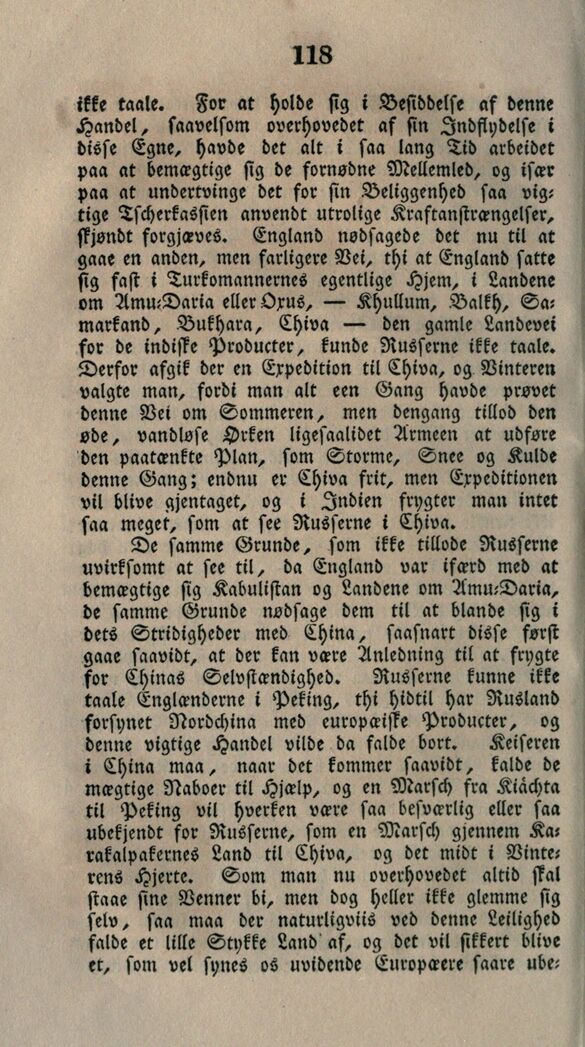 118
ikke taale. For at holde sig i Besiddelse af denne
Handel, saavelsom overhovedet af sin Indflydelse i
disse Egne, havde det alt i saa lang Tid arbeidet
paa at bemægtige sig de fornødne Mellemled, og især
paa at undertvinge det for sin Beliggenhed saa vig-
tige Tscherkassien anvendt utrolige Kraftanstrængelser,
skjøndt forgjæves. England nødsagede det nu til at
gaae en anden, men farligere Vei, thi at England satte
sig fast i Turkomannernes egentlige Hjem, i Landene
om Amu-Daria eller Oxus, — Khullum, Balkh, Sa-
markand, Bukhara, Chiva — den gamle Landevei
for de indiske Producter, kunde Russerne ikke taale.
Derfor afgik der en Expedition til Chiva, og Vinteren
valgte man, fordi man alt een Gang havde prøvet
denne Vei om Sommeren, men dengang tillod den
øde, vandløse Ørken ligesaalidet Armeen at udføre
den paatænkte Plan, som Storme, Snee og Kulde
denne Gang; endnu er Chiva frit, men Expeditionen
vil blive gjentaget, og i Indien frygter man intet
saa meget, som at see Russerne i Chiva.
De samme Grunde, som ikke tillode Russerne
uvirksomt at see til, da England var ifærd med at
bemægtige sig Kabulistan og Landene om Amu-Daria,
de samme Grunde nødsage dem til at blande sig i
dets Stridigheder med China, saasnart disse først
gaae saavidt, at der kan være Anledning til at frygte
for Chinas Selvstændighed. Russerne kunne ikke
taale Englænderne i Peking, thi hidtil har Rusland
forsynet Nordchina med europæiske Producter, og
denne vigtige Handel vilde da falde bort. Keiseren
i China maa, naar det kommer saavidt, kalde de
mægtige Naboer til Hjælp, og en Marsch fra Kiächta
til Peking vil hverken være saa besværlig eller saa
ubekjendt for Russerne, som en Marsch gjennem Ka-
rakalpakernes Land til Chiva, og det midt i Vinte-
rens Hjerte. Som man nu overhovedet altid skal
staae sine Venner bi, men dog heller ikke glemme sig
selv, saa maa der naturligviis ved denne Leilighed
falde et lille Stykke Land af, og det vil sikkert blive
et, som vel synes os uvidende Europæere saare ube-